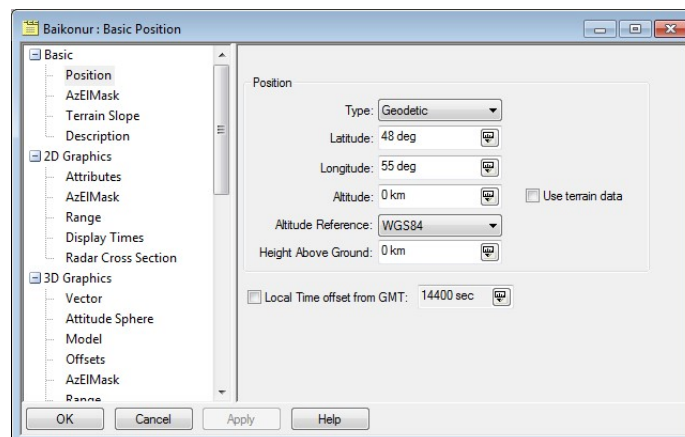 Baikonur : Basic Position
Basic
Position
AzElMask
Terrain Slope
Description
2D Graphics
Attributes
AzElMask
Range
Display Times
Radar Cross Section
3D Graphics
Vector
Attitude Sphere
Model
Offsets
AzElMask
Range
Position
Type: Geodetic
Latitude: 48 deg
Longitude: 55 deg
Altitude: 0 km Use terrain data
Altitude Reference: WGS84
Height Above Ground: 0 km
Local Time offset from GMT: 14400 sec
OK Cancel Apply Help